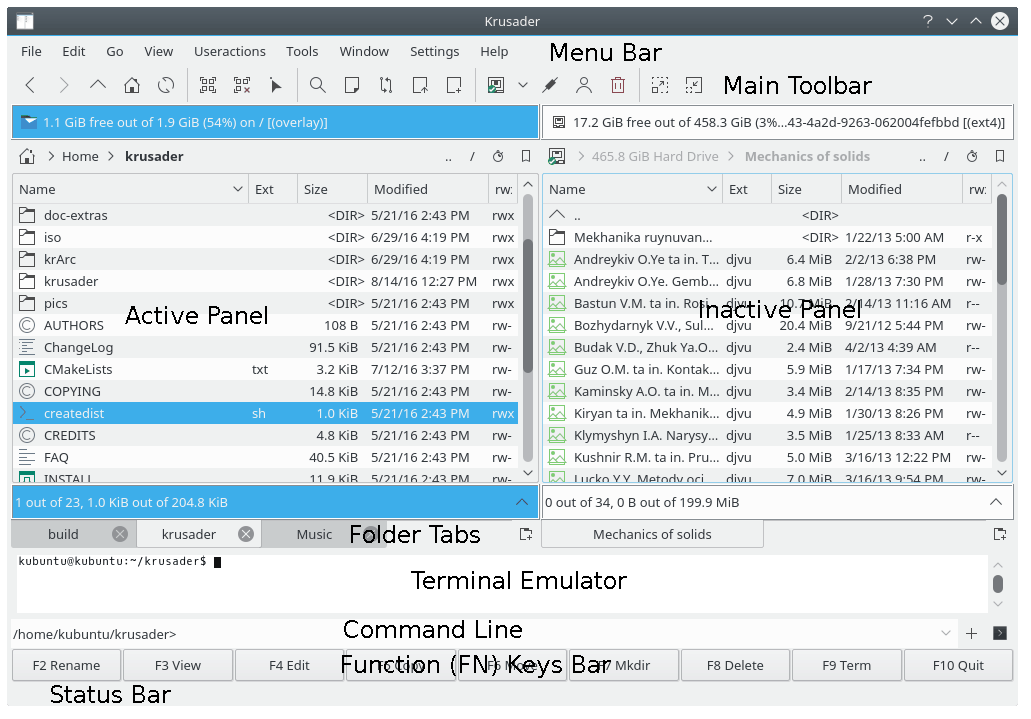 Krusader
File Edit Go View Useractions Tools Window Settings Help Menu Bar
Main Toolbar
1.1 GiB free out of 1.9 GiB (54%) on / [(overlay)]
17.2 GiB free out of 458.3 GiB (3%...43-4a2d-9263-062004fefbbd [(ext4)]
Home krusader .. /
465.8 GiB Hard Drive Mechanics of solids .. /
Name Ext Size Modified rw:
doc-extras <DIR> 5/21/16 2:43 PM rwx
iso <DIR> 6/29/16 4:19 PM rwx
krArc <DIR> 6/29/16 4:19 PM rwx
krusader <DIR> 8/14/16 12:27 PM rwx
pics <DIR> 5/21/16 2:43 PM rwx
Active Panel
AUTHORS 108 B 5/21/16 2:43 PM rw-
ChangeLog 91.5 KiB 5/21/16 2:43 PM rw-
CMakeLists txt 3.2 KiB 7/12/16 3:37 PM rw-
COPYING 14.8 KiB 5/21/16 2:43 PM rw-
createdist sh 1.0 KiB 5/21/16 2:43 PM rwx
CREDITS 4.8 KiB 5/21/16 2:43 PM rw-
FAQ 40.5 KiB 5/21/16 2:43 PM rw-
INSTALL 11.9 KiB 5/21/16 2:43 PM rw-
Name Ext Size Modified rw:
.. <DIR>
Mekhanika ruynuvan... <DIR> 1/22/13 5:00 AM r-x
Andreykiv O.Ye ta in. T... djvu 6.4 MiB 2/2/13 6:38 PM rw-
Andreykiv O.Ye. Gemb... djvu 6.8 MiB 1/28/13 7:30 PM rw-
Bastun V.M. ta in. Rosi... djvu 10.7 MiB 2/14/13 11:16 AM r--
Inactive Panel
Bozhydarnyk V.V., Sul... djvu 20.4 MiB 9/21/12 5:44 PM rw-
Budak V.D., Zhuk Ya.O... djvu 2.4 MiB 4/2/13 4:39 AM r--
Guz O.M. ta in. Kontak... djvu 5.9 MiB 1/17/13 7:34 PM rw-
Kaminsky A.O. ta in. M... djvu 3.4 MiB 2/14/13 8:35 PM rw-
Kiryan ta in. Mekhanik... djvu 4.9 MiB 1/30/13 8:26 PM rw-
Klymyshyn I.A. Narysy... djvu 3.5 MiB 1/25/13 8:33 AM r--
Kushnir R.M. ta in. Pru... djvu 5.0 MiB 3/16/13 12:22 PM rw-
Lucko Y.Y. Metody oci... djvu 7.0 MiB 3/16/13 9:54 PM rw-
1 out of 23, 1.0 KiB out of 204.8 KiB
0 out of 34, 0 B out of 199.9 MiB
build krusader Music Folder Tabs Mechanics of solids
kubuntu@kubuntu:~/krusader$
Terminal Emulator
/home/kubuntu/krusader> Command Line
F2 Rename F3 View F4 Edit F5 Copy F6 Move F7 Mkdir F8 Delete F9 Term F10 Quit
Function (FN) Keys Bar
Status Bar